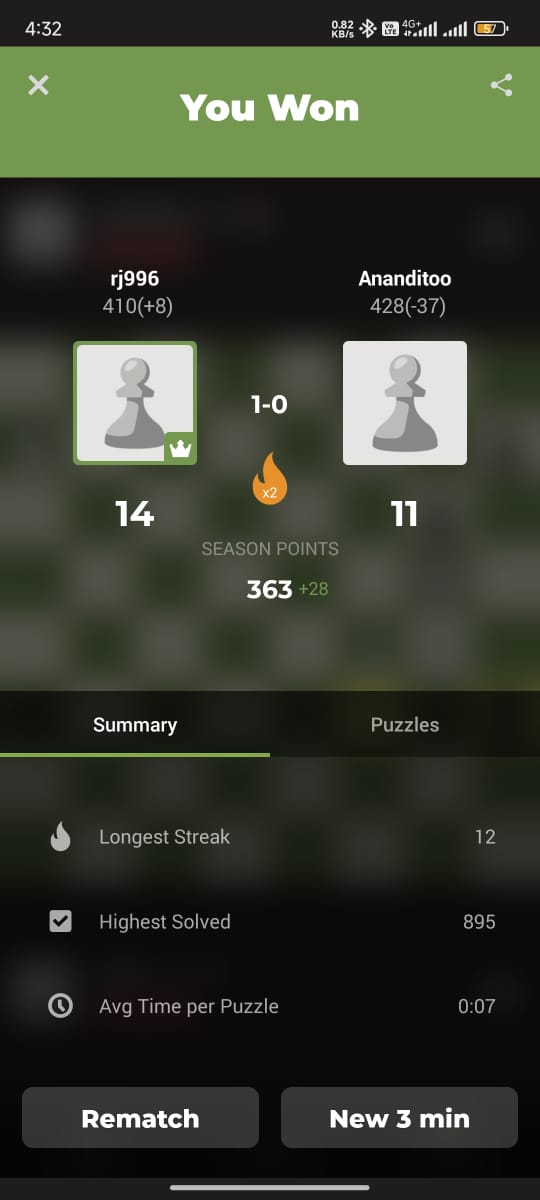 4:32
0.82 KB/s Vo LTE 4G+ 57
You Won
rj996 Ananditoo
410(+8) 428(-37)
1-0
x2
14 11
SEASON POINTS
363 +28
Summary Puzzles
Longest Streak 12
Highest Solved 895
Avg Time per Puzzle 0:07
Rematch New 3 min